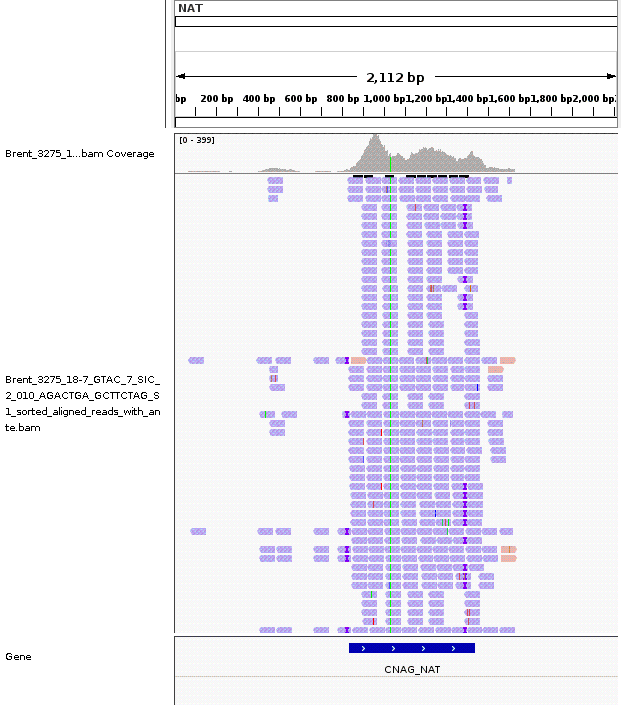 NAT
2,112 bp
bp 200 bp 400 bp 600 bp 800 bp 1,000 bp 1,200 bp 1,400 bp 1,600 bp 1,800 bp 2,000 bp
[0 - 399]
Brent_3275_1...bam Coverage
Brent_3275_18-7_GTAC_7_SIC_
2_010_AGACTGA_GCTTCTAG_S
1_sorted_aligned_reads_with_an
te.bam
Gene
CNAG_NAT